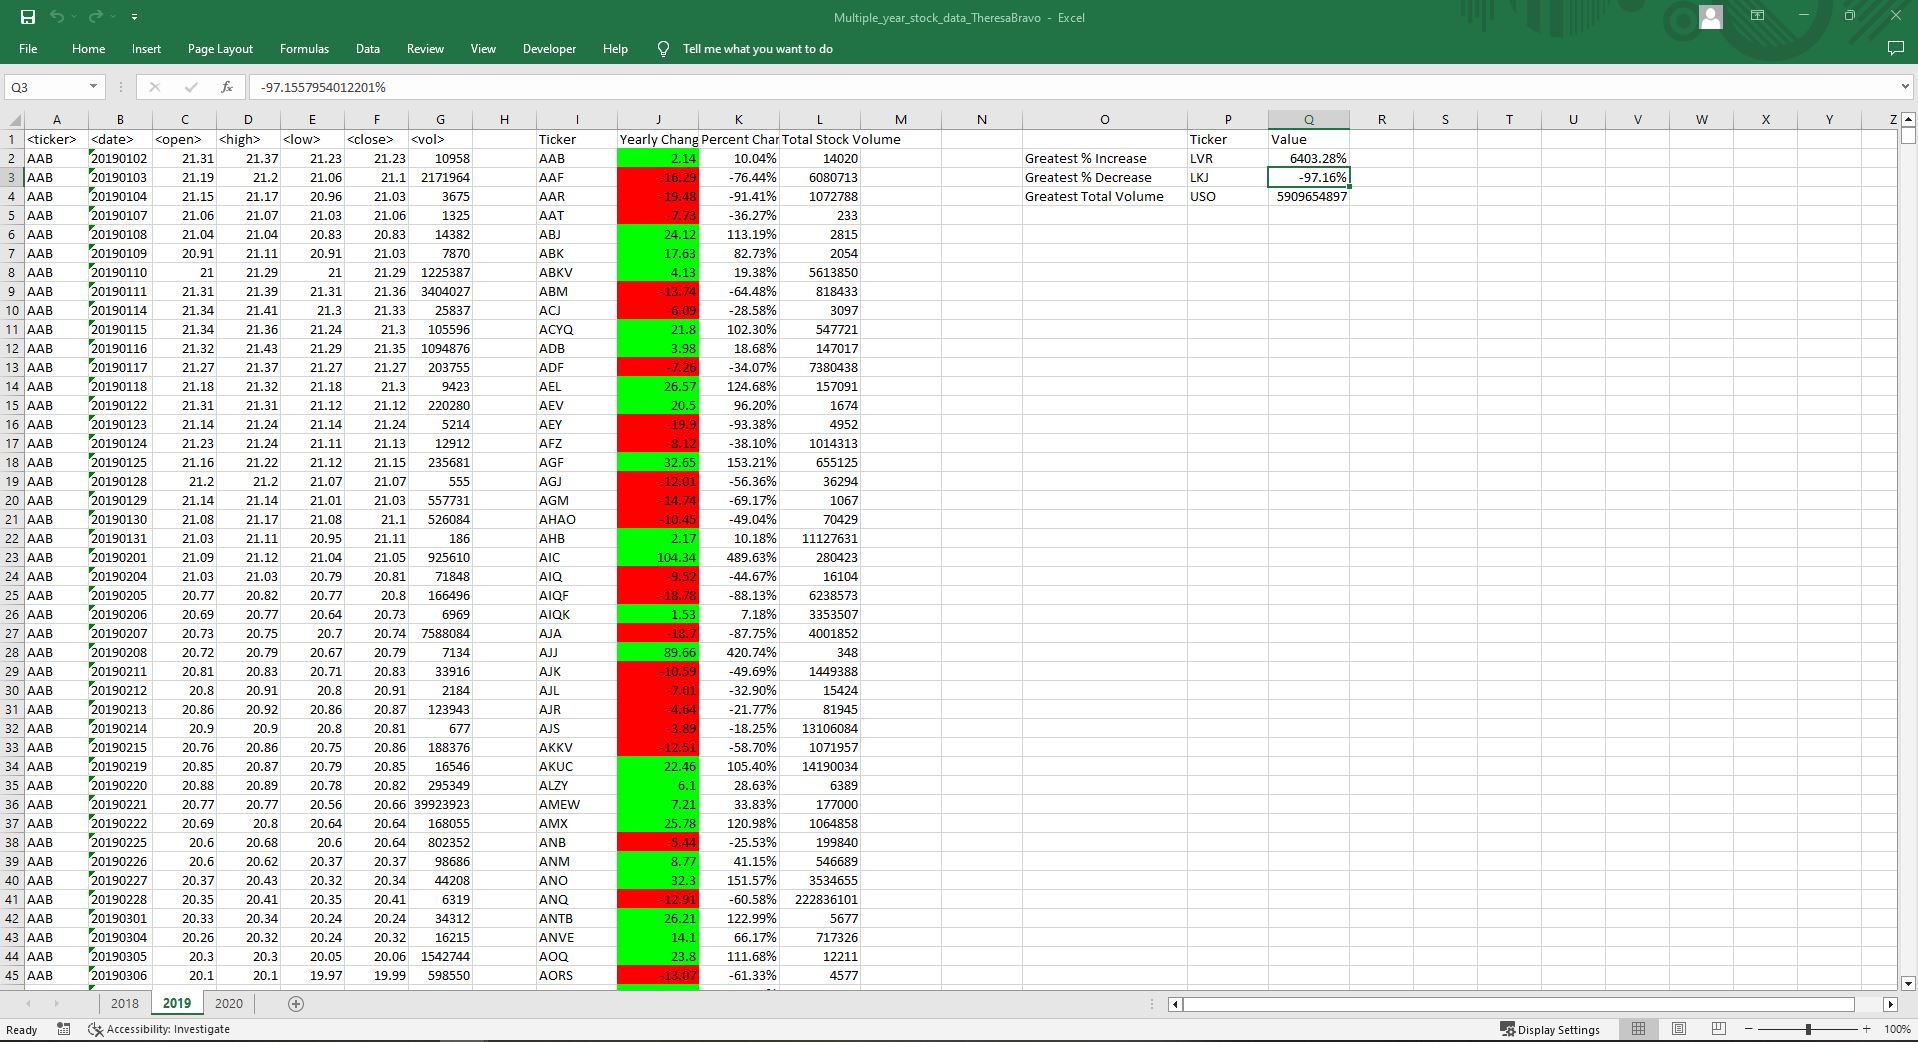 Multiple_year_stock_data_TheresaBravo - Excel
File Home Insert Page Layout Formulas Data Review View Developer Help Tell me what you want to do
Q3 fx -97.1557954012201%
A B C D E F G H I J K L M N O P Q R S T U V W X Y Z
1 <ticker> <date> <open> <high> <low> <close> <vol> Ticker Yearly Chang Percent Char Total Stock Volume Ticker Value
2 AAB 20190102 21.31 21.37 21.23 21.23 10958 AAB 2.14 10.04% 14020 Greatest % Increase LVR 6403.28%
3 AAB 20190103 21.19 21.2 21.06 21.1 2171964 AAF -16.29 -76.44% 6080713 Greatest % Decrease LKJ -97.16%
4 AAB 20190104 21.15 21.17 20.96 21.03 3675 AAR -19.48 -91.41% 1072788 Greatest Total Volume USO 5909654897
5 AAB 20190107 21.06 21.07 21.03 21.06 1325 AAT -7.73 -36.27% 233
6 AAB 20190108 21.04 21.04 20.83 20.83 14382 ABJ 24.12 113.19% 2815
7 AAB 20190109 20.91 21.11 20.91 21.03 7870 ABK 17.63 82.73% 2054
8 AAB 20190110 21 21.29 21 21.29 1225387 ABKV 4.13 19.38% 5613850
9 AAB 20190111 21.31 21.39 21.31 21.36 3404027 ABM -13.74 -64.48% 818433
10 AAB 20190114 21.34 21.41 21.3 21.33 25837 ACJ -6.09 -28.58% 3097
11 AAB 20190115 21.34 21.36 21.24 21.3 105596 ACYQ 21.8 102.30% 547721
12 AAB 20190116 21.32 21.43 21.29 21.35 1094876 ADB 3.98 18.68% 147017
13 AAB 20190117 21.27 21.37 21.27 21.27 203755 ADF -7.26 -34.07% 7380438
14 AAB 20190118 21.18 21.32 21.18 21.3 9423 AEL 26.57 124.68% 157091
15 AAB 20190122 21.31 21.31 21.12 21.12 220280 AEV 20.5 96.20% 1674
16 AAB 20190123 21.14 21.24 21.14 21.24 5214 AEY -19.9 -93.38% 4952
17 AAB 20190124 21.23 21.24 21.11 21.13 12912 AFZ -8.12 -38.10% 1014313
18 AAB 20190125 21.16 21.22 21.12 21.15 235681 AGF 32.65 153.21% 655125
19 AAB 20190128 21.2 21.2 21.07 21.07 555 AGJ -12.01 -56.36% 36294
20 AAB 20190129 21.14 21.14 21.01 21.03 557731 AGM -14.74 -69.17% 1067
21 AAB 20190130 21.08 21.17 21.08 21.1 526084 AHAO -10.45 -49.04% 70429
22 AAB 20190131 21.03 21.11 20.95 21.11 186 AHB 2.17 10.18% 11127631
23 AAB 20190201 21.09 21.12 21.04 21.05 925610 AIC 104.34 489.63% 280423
24 AAB 20190204 21.03 21.03 20.79 20.81 71848 AIQ -9.52 -44.67% 16104
25 AAB 20190205 20.77 20.82 20.77 20.8 166496 AIQF -18.78 -88.13% 6238573
26 AAB 20190206 20.69 20.77 20.64 20.73 6969 AIQK 1.53 7.18% 3353507
27 AAB 20190207 20.73 20.75 20.7 20.74 7588084 AJA -18.7 -87.75% 4001852
28 AAB 20190208 20.72 20.79 20.67 20.79 7134 AJJ 89.66 420.74% 348
29 AAB 20190211 20.81 20.83 20.71 20.83 33916 AJK -10.59 -49.69% 1449388
30 AAB 20190212 20.8 20.91 20.8 20.91 2184 AJL -7.01 -32.90% 15424
31 AAB 20190213 20.86 20.92 20.86 20.87 123943 AJR -4.64 -21.77% 81945
32 AAB 20190214 20.9 20.9 20.8 20.81 677 AJS -3.89 -18.25% 13106084
33 AAB 20190215 20.76 20.86 20.75 20.86 188376 AKKV -12.51 -58.70% 1071957
34 AAB 20190219 20.85 20.87 20.79 20.85 16546 AKUC 22.46 105.40% 14190034
35 AAB 20190220 20.88 20.89 20.78 20.82 295349 ALZY 6.1 28.63% 6389
36 AAB 20190221 20.77 20.77 20.56 20.66 39923923 AMEW 7.21 33.83% 177000
37 AAB 20190222 20.69 20.8 20.64 20.64 168055 AMX 25.78 120.98% 1064858
38 AAB 20190225 20.6 20.68 20.6 20.64 802352 ANB -5.44 -25.53% 199840
39 AAB 20190226 20.6 20.62 20.37 20.37 98686 ANM 8.77 41.15% 546689
40 AAB 20190227 20.37 20.43 20.32 20.34 44208 ANO 32.3 151.57% 3534655
41 AAB 20190228 20.35 20.41 20.35 20.41 6319 ANQ -12.91 -60.58% 222836101
42 AAB 20190301 20.33 20.34 20.24 20.24 34312 ANTB 26.21 122.99% 5677
43 AAB 20190304 20.26 20.32 20.24 20.32 16215 ANVE 14.1 66.17% 717326
44 AAB 20190305 20.3 20.3 20.05 20.06 1542744 AOQ 23.8 111.68% 12211
45 AAB 20190306 20.1 20.1 19.97 19.99 598550 AORS -13.07 -61.33% 4577
2018 2019 2020
Ready Accessibility: Investigate Display Settings 100%